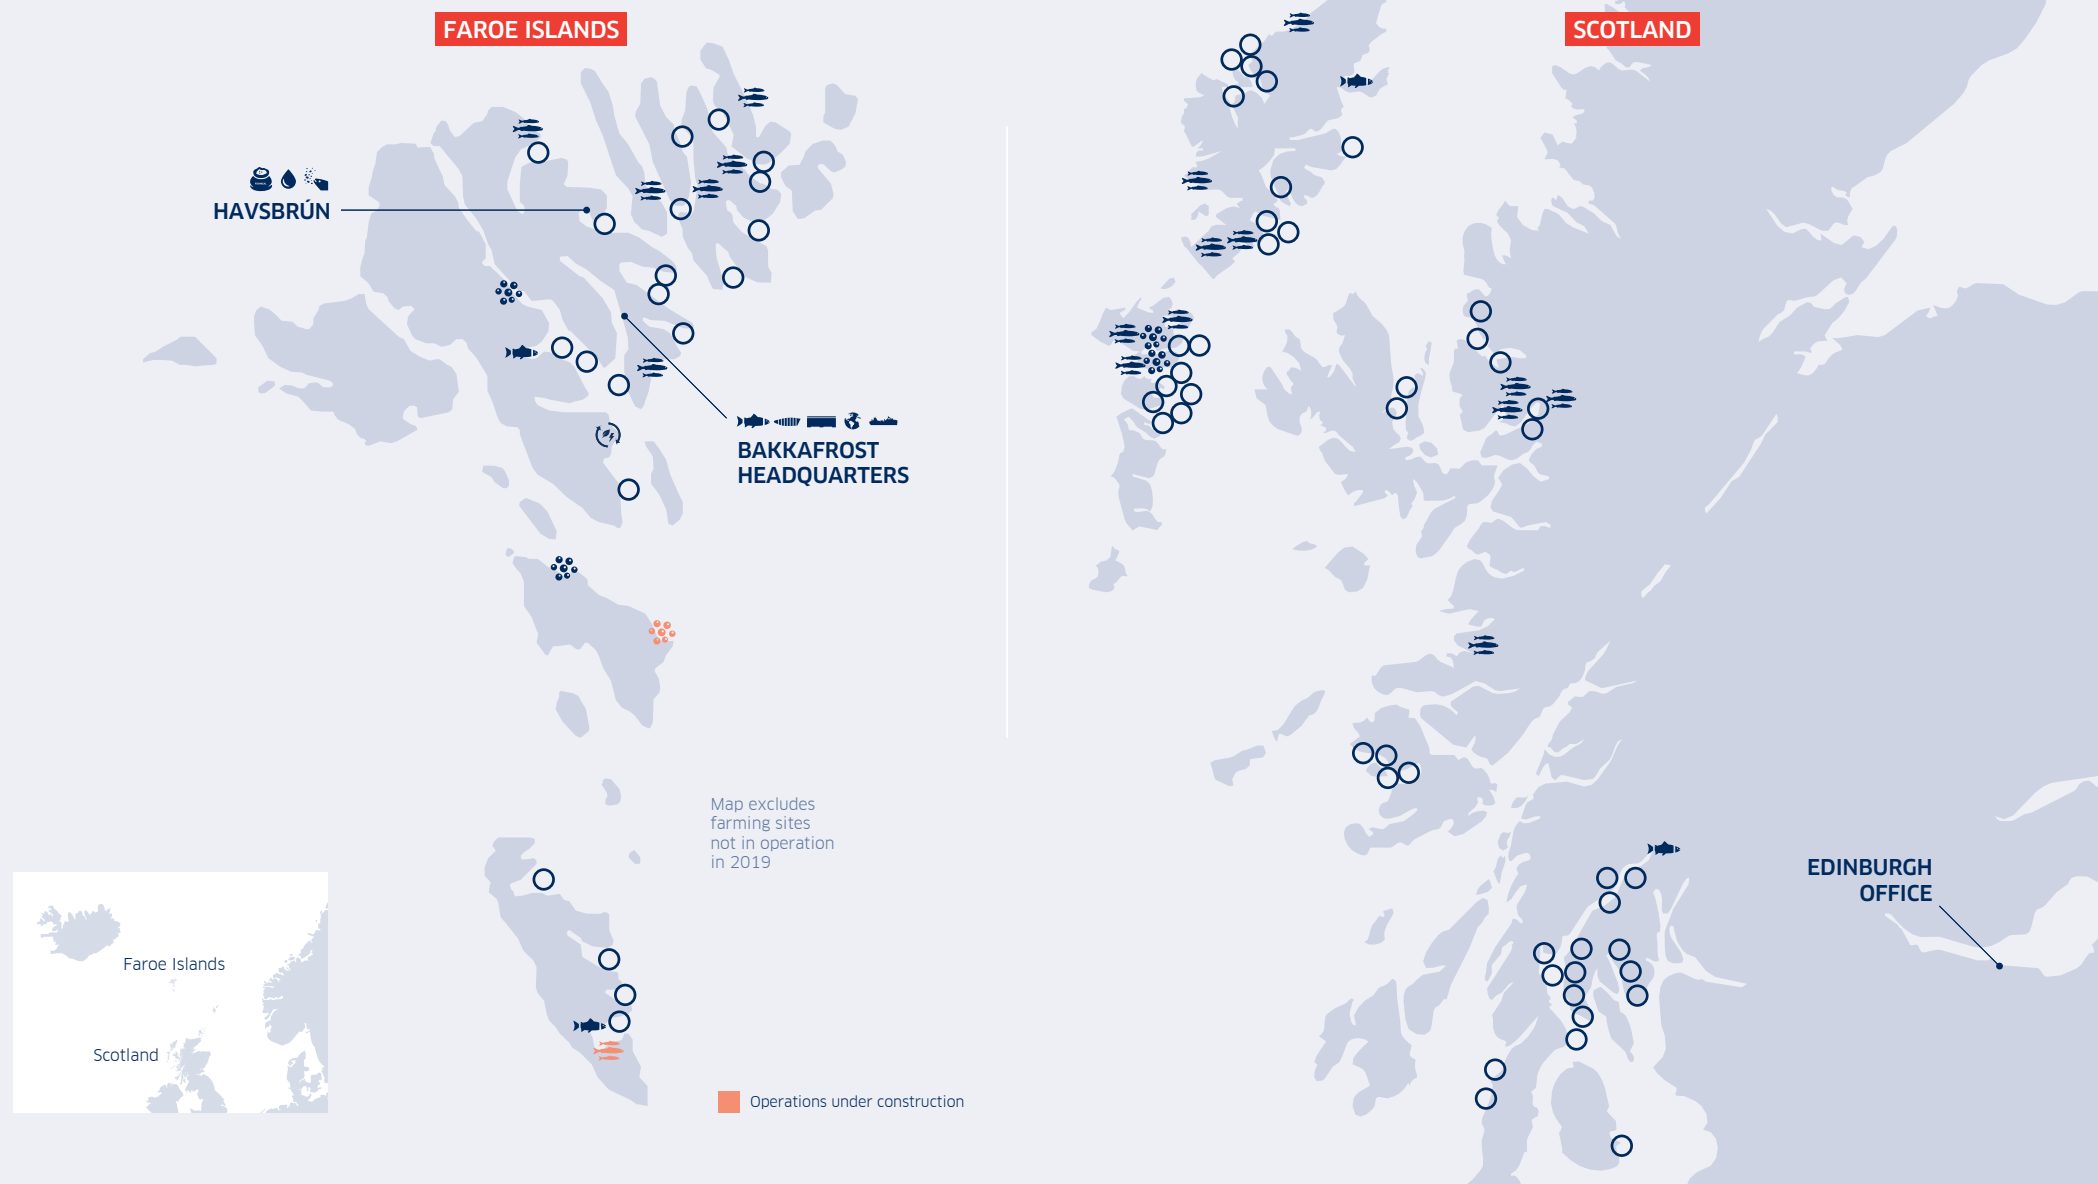 FAROE ISLANDS
SCOTLAND
HAVSBRÚN
BAKKAFROST
HEADQUARTERS
Map excludes
farming sites
not in operation
in 2019
EDINBURGH
OFFICE
Faroe Islands
Scotland
Operations under construction